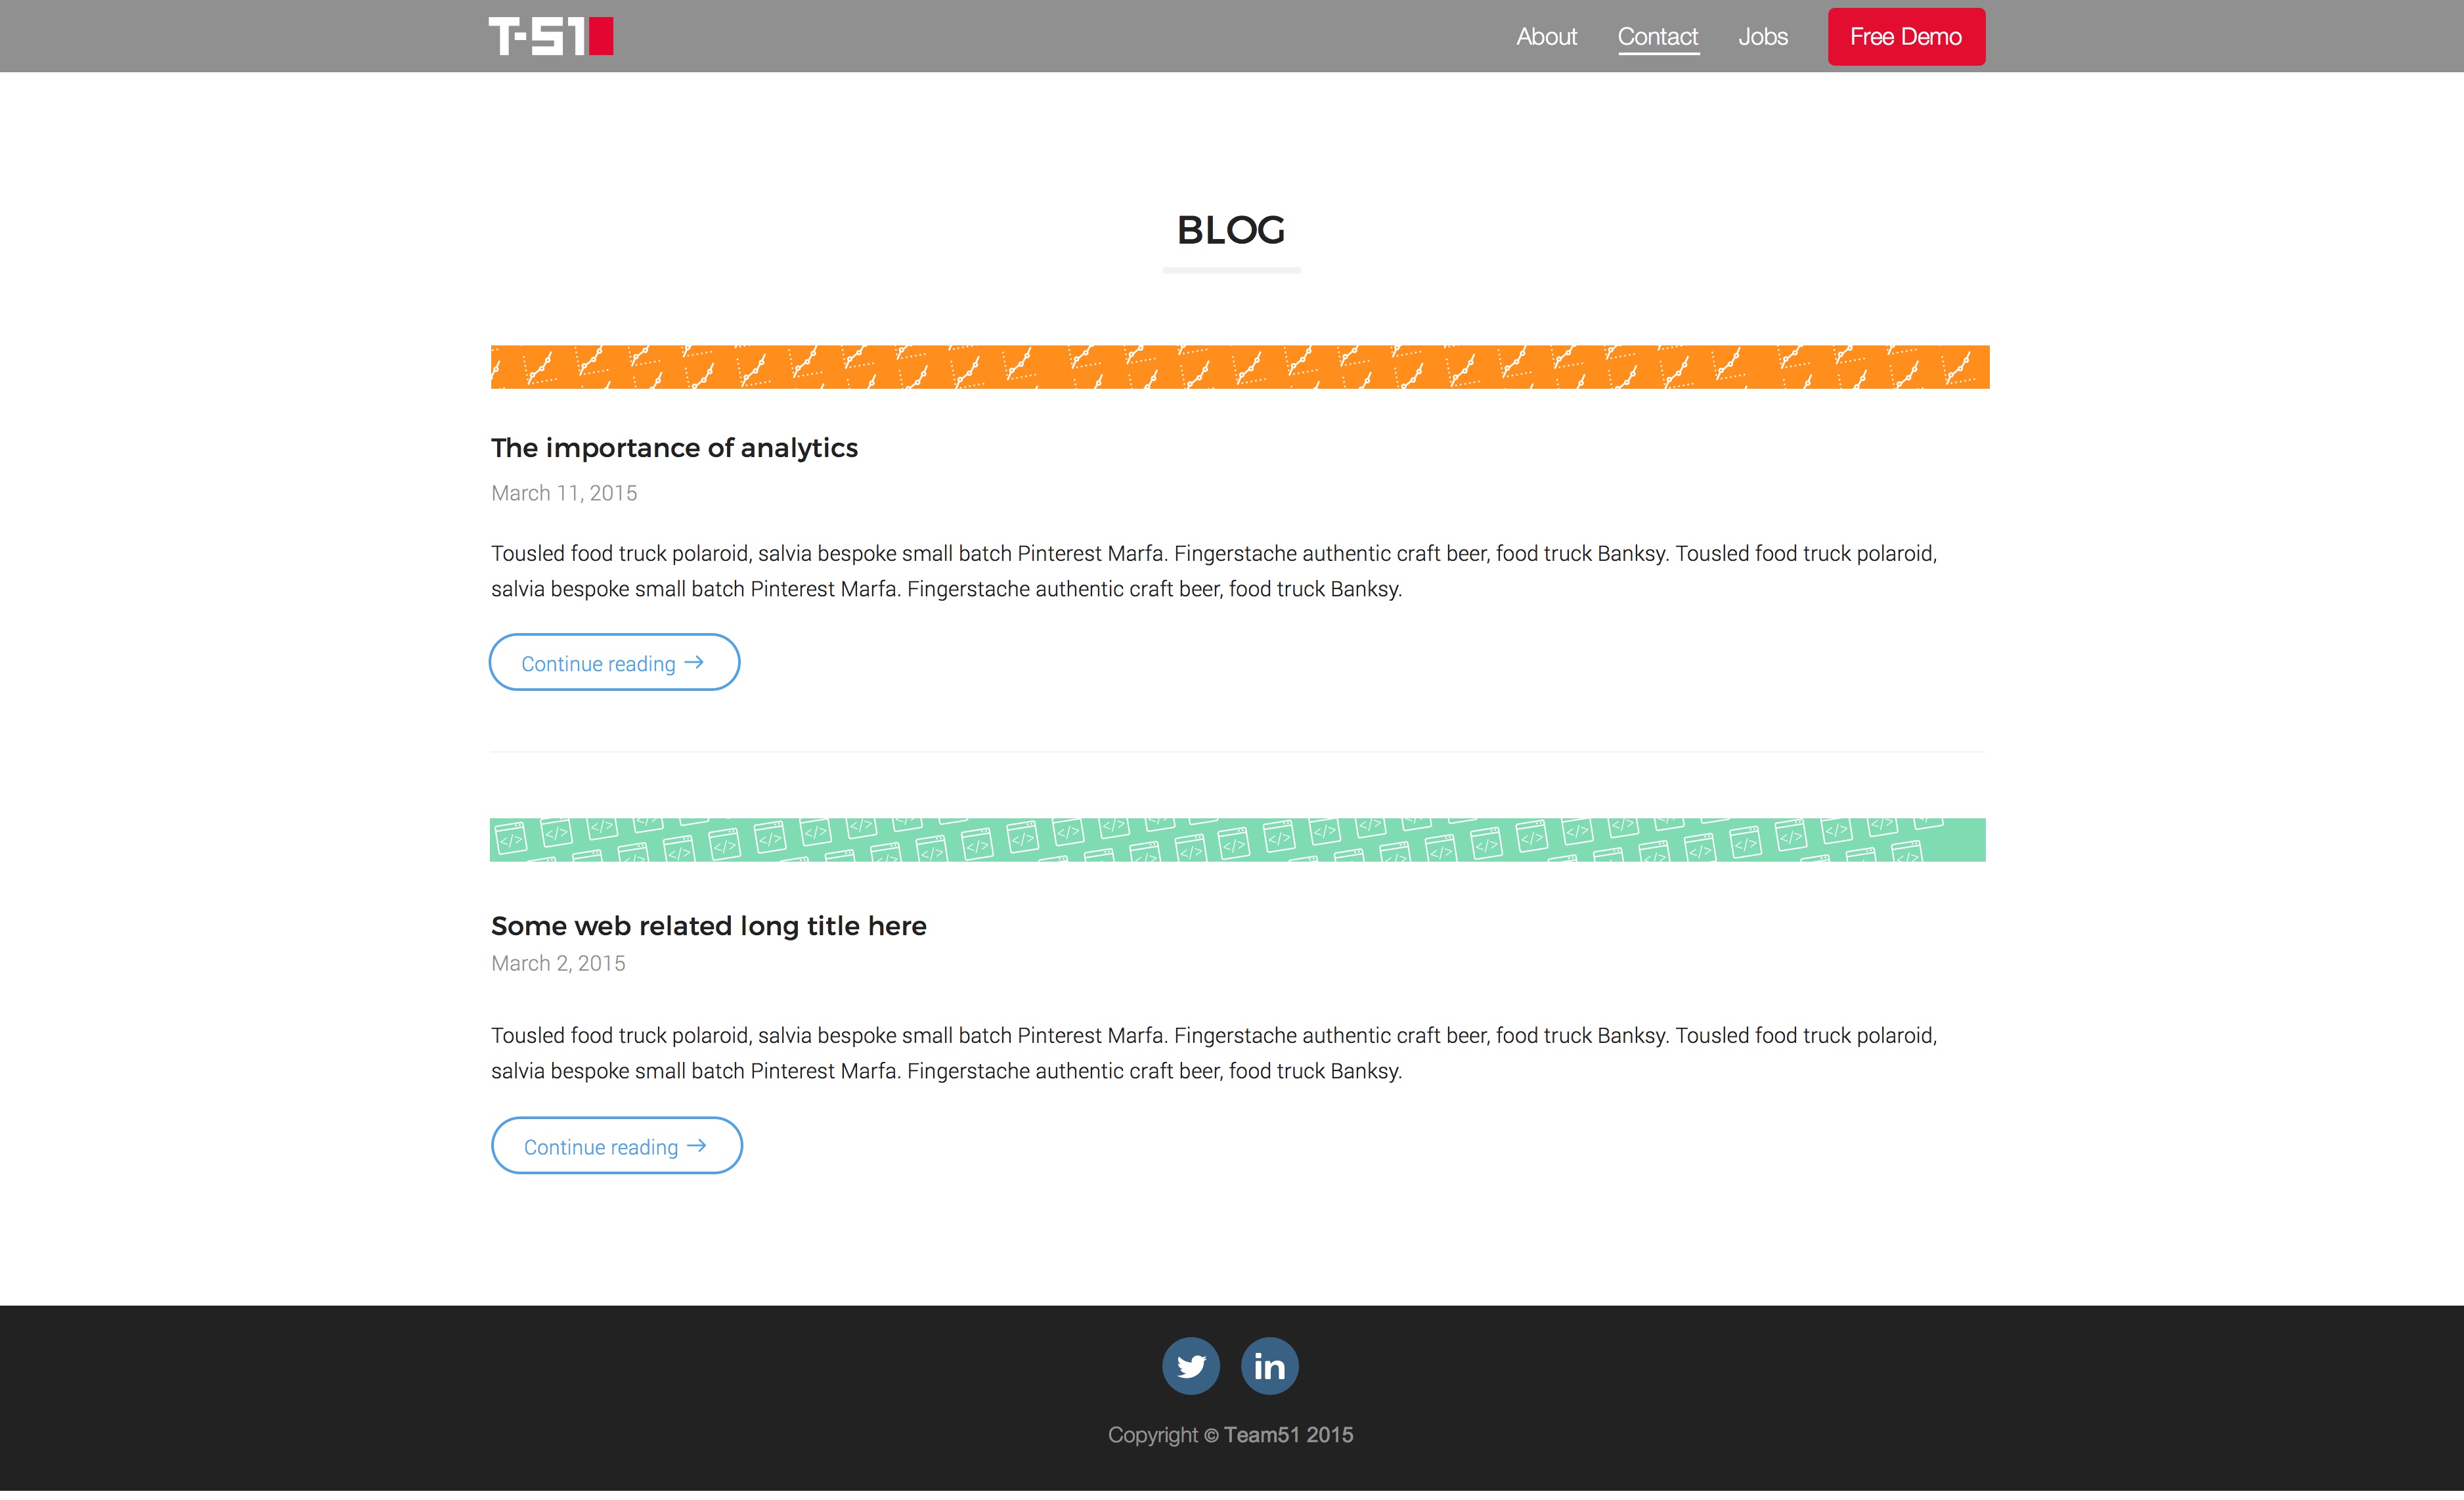 T-51
About Contact Jobs Free Demo
BLOG
The importance of analytics
March 11, 2015
Tousled food truck polaroid, salvia bespoke small batch Pinterest Marfa. Fingerstache authentic craft beer, food truck Banksy. Tousled food truck polaroid,
salvia bespoke small batch Pinterest Marfa. Fingerstache authentic craft beer, food truck Banksy.
Continue reading →
Some web related long title here
March 2, 2015
Tousled food truck polaroid, salvia bespoke small batch Pinterest Marfa. Fingerstache authentic craft beer, food truck Banksy. Tousled food truck polaroid,
salvia bespoke small batch Pinterest Marfa. Fingerstache authentic craft beer, food truck Banksy.
Continue reading →
in
Copyright © Team51 2015